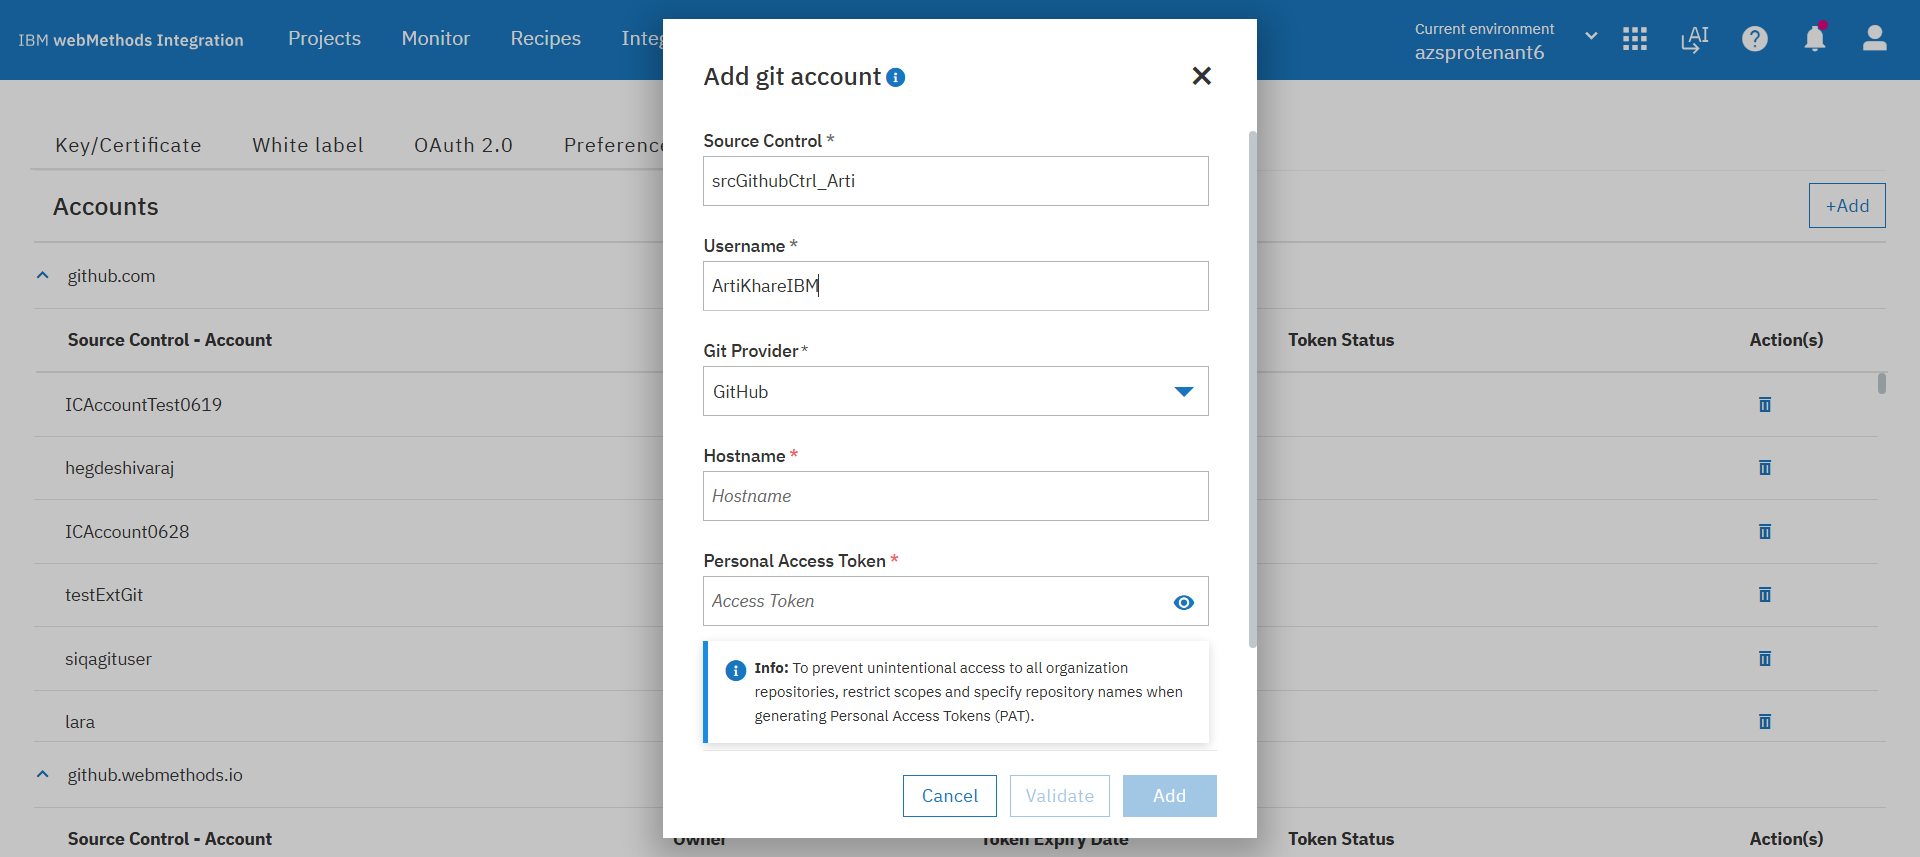 IBM webMethods Integration
Projects
Monitor
Recipes
Current environment
azsprotenant6
AI
Key/Certificate
White label
OAuth 2.0
Preference
Accounts
+Add
github.com
Source Control - Account
Token Status
Action(s)
ICAccountTest0619
hegdeshivaraj
ICAccount0628
testExtGit
siqagituser
lara
github.webmethods.io
Source Control - Account
Owner
Token Expiry Date
Token Status
Action(s)
Add git account
Source Control *
srcGithubCtrl_Arti
Username *
ArtiKhareIBM
Git Provider*
GitHub
Hostname *
Hostname
Personal Access Token *
Access Token
Info: To prevent unintentional access to all organization
repositories, restrict scopes and specify repository names when
generating Personal Access Tokens (PAT).
Cancel
Validate
Add